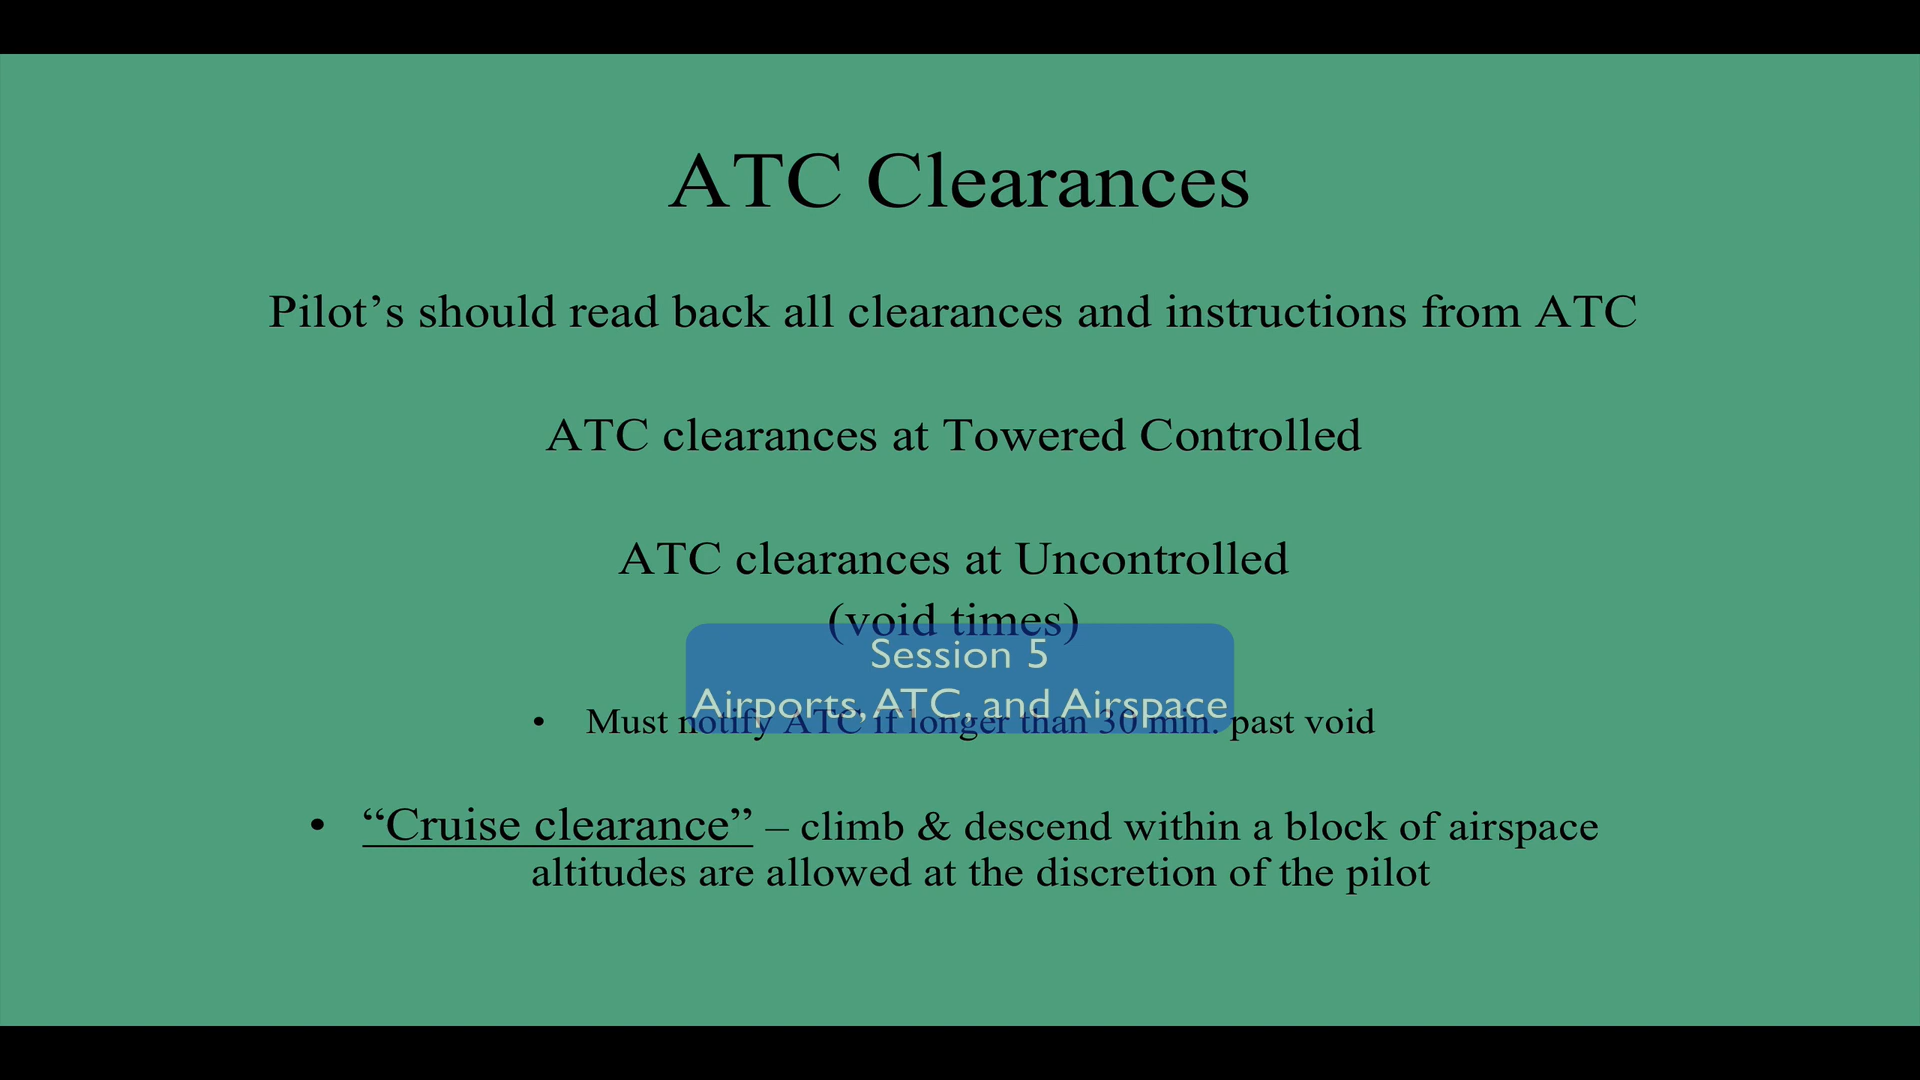 ATC Clearances
Pilot’s should read back all clearances and instructions from ATC
ATC clearances at Towered Controlled
ATC clearances at Uncontrolled
(void times)
Session 5
Airports, ATC, and Airspace
• Must notify ATC if longer than 30 min. past void
• “Cruise clearance” – climb & descend within a block of airspace
altitudes are allowed at the discretion of the pilot